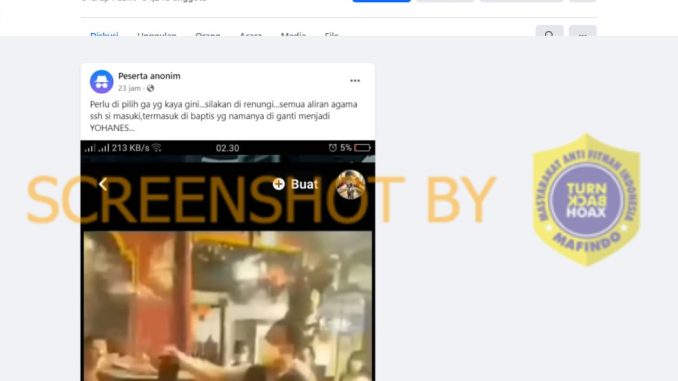 Diskusi Unggulan Orang Acara Media File
Peserta anonim
23 jam
Perlu di pilih ga yg kaya gini...silakan di renungi...semua aliran agama
ssh si masuki,termasuk di baptis yg namanya di ganti menjadi
YOHANES...
213 KB/s 02.30 5%
Buat
SCREENSHOT BY
MASYARAKAT ANTI FITNAH INDONESIA
TURN
BACK
HOAX
MAFINDO